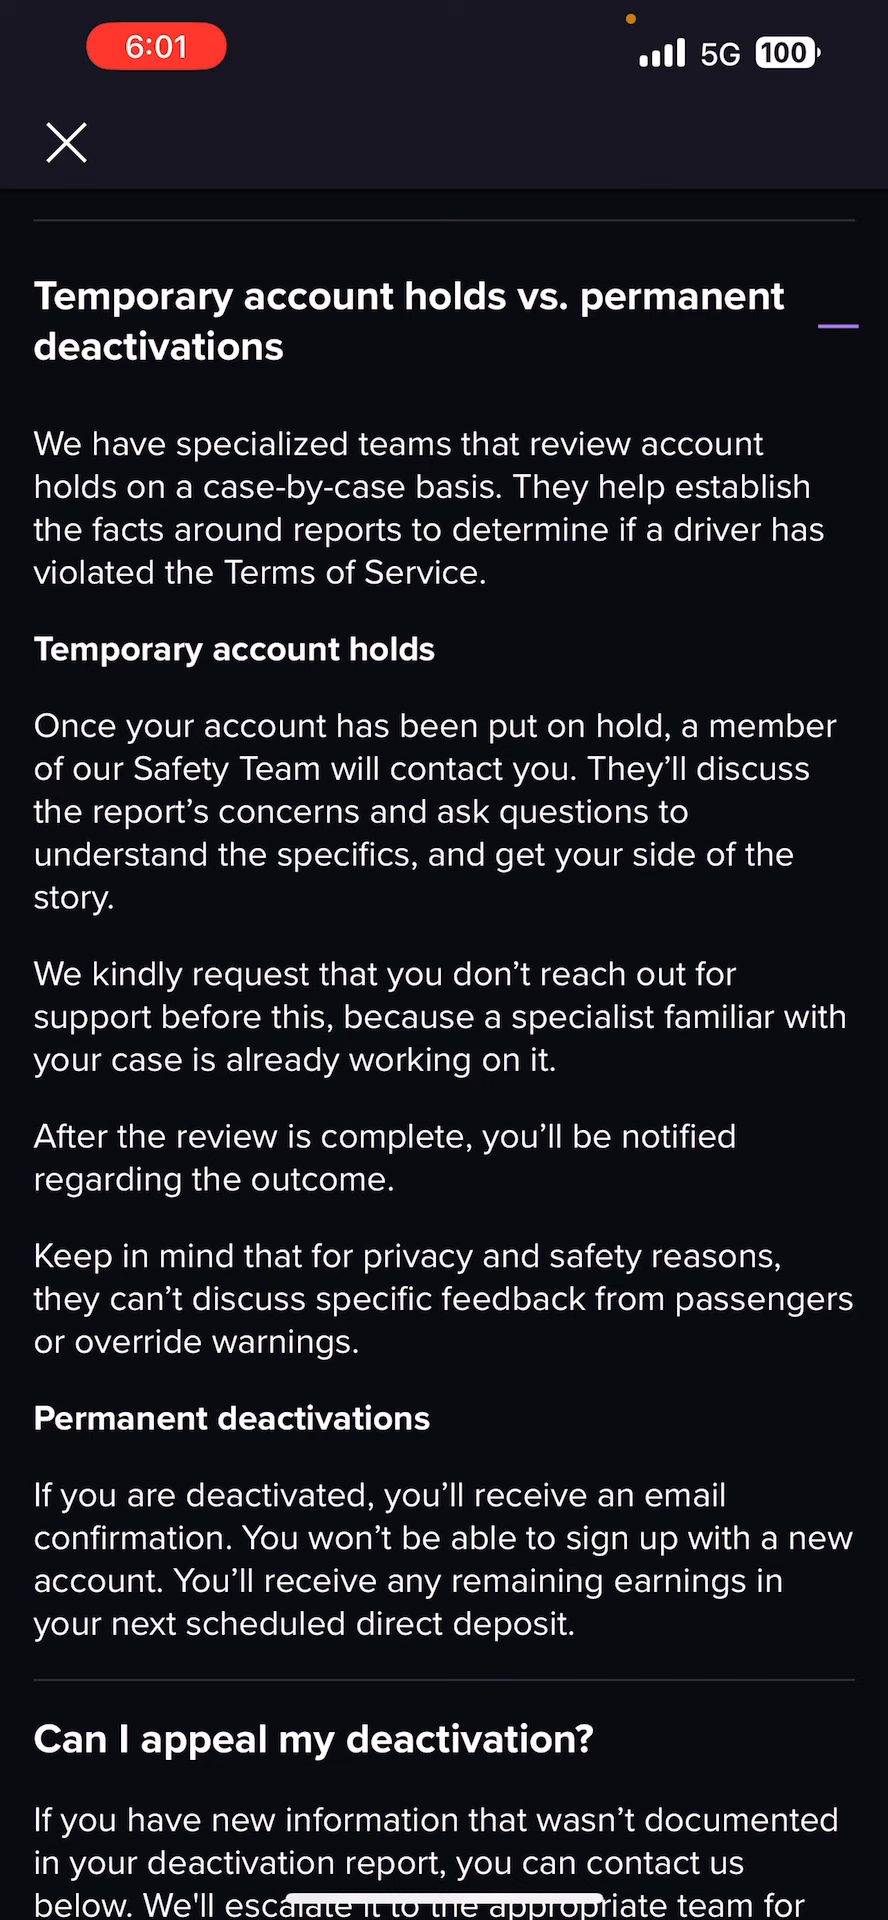 6:01
5G 100
Temporary account holds vs. permanent
deactivations
We have specialized teams that review account
holds on a case-by-case basis. They help establish
the facts around reports to determine if a driver has
violated the Terms of Service.
Temporary account holds
Once your account has been put on hold, a member
of our Safety Team will contact you. They’ll discuss
the report’s concerns and ask questions to
understand the specifics, and get your side of the
story.
We kindly request that you don’t reach out for
support before this, because a specialist familiar with
your case is already working on it.
After the review is complete, you’ll be notified
regarding the outcome.
Keep in mind that for privacy and safety reasons,
they can’t discuss specific feedback from passengers
or override warnings.
Permanent deactivations
If you are deactivated, you’ll receive an email
confirmation. You won’t be able to sign up with a new
account. You’ll receive any remaining earnings in
your next scheduled direct deposit.
Can I appeal my deactivation?
If you have new information that wasn’t documented
in your deactivation report, you can contact us
below. We'll escalate it to the appropriate team for